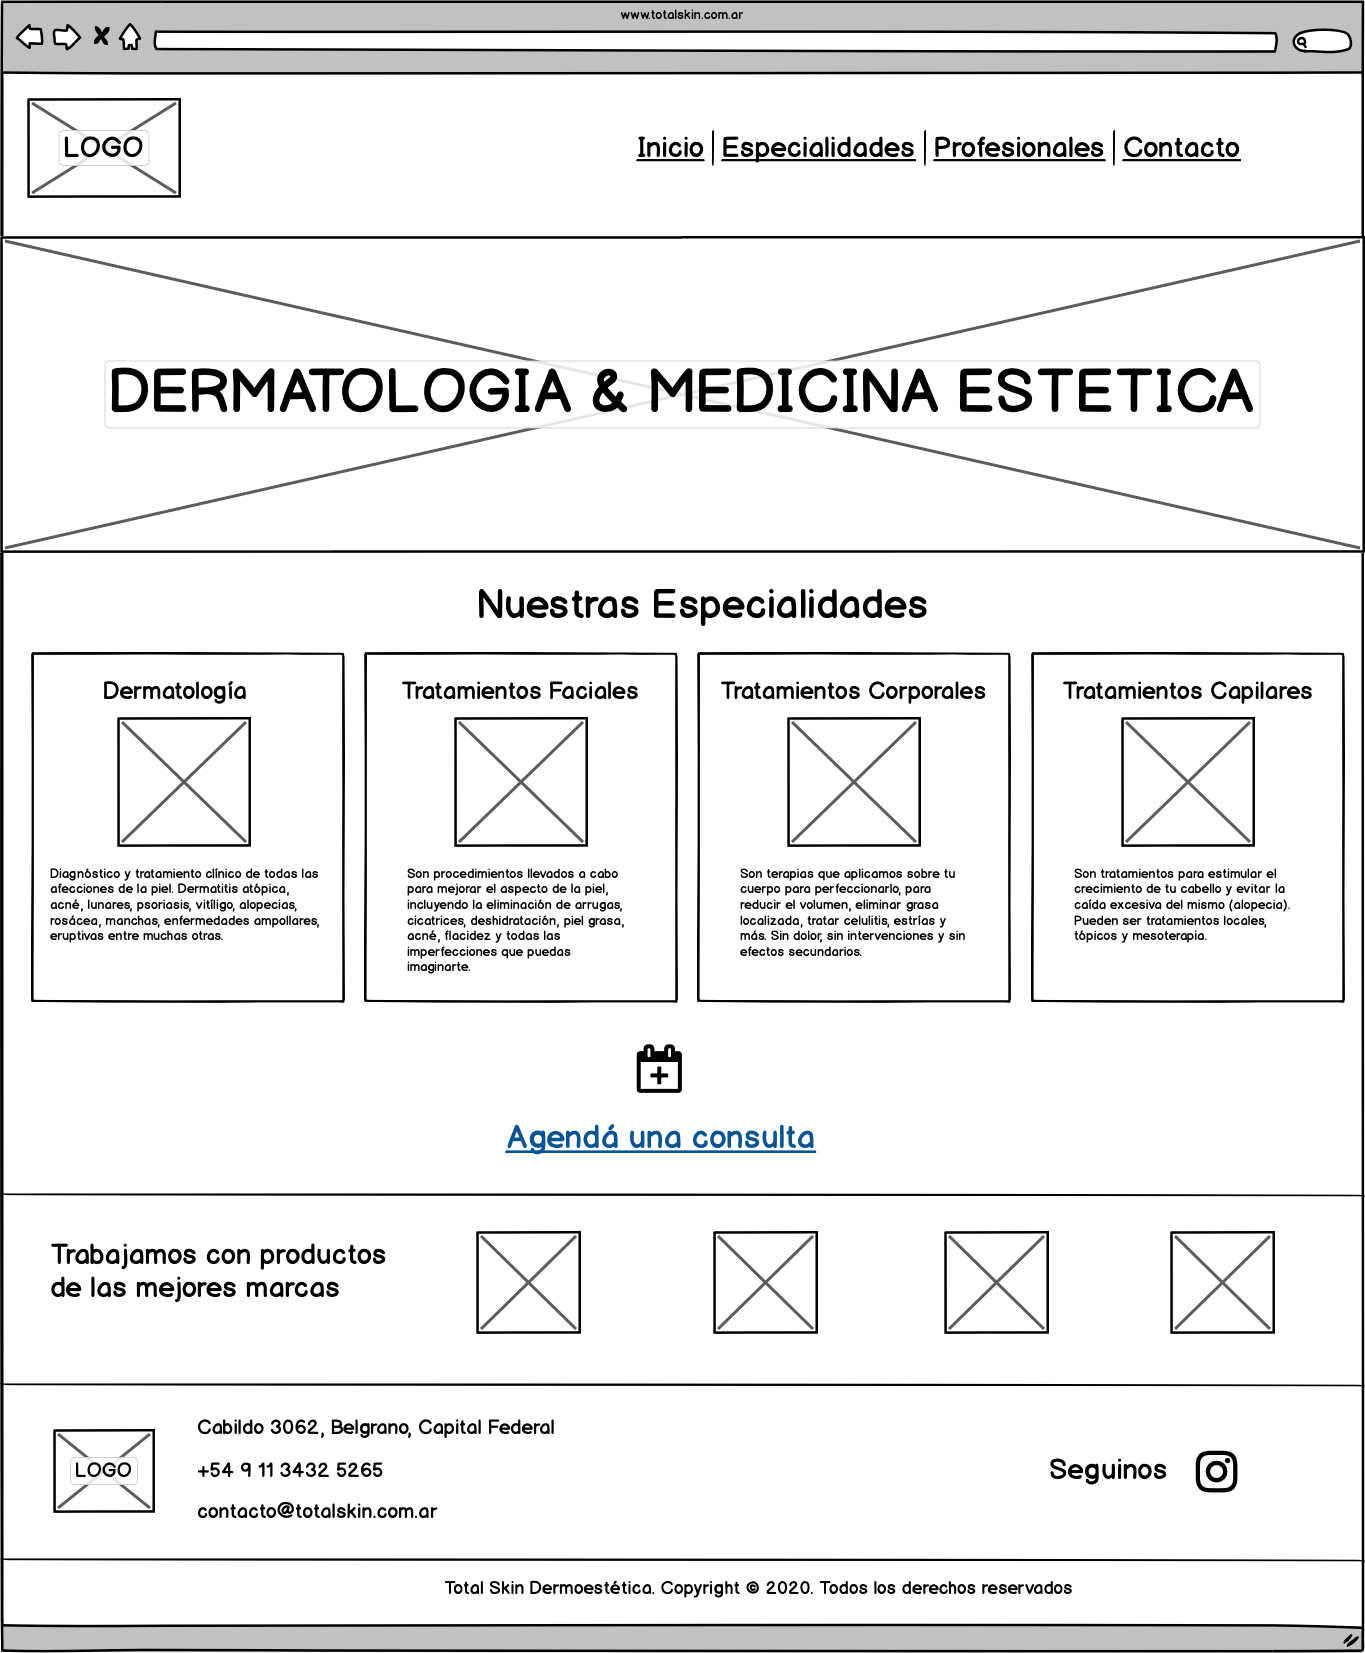 www.totalskin.com.ar
LOGO
Inicio Especialidades Profesionales Contacto
DERMATOLOGIA & MEDICINA ESTETICA
Nuestras Especialidades
Dermatología
Diagnóstico y tratamiento clínico de todas las
afecciones de la piel. Dermatitis atópica,
acné, lunares, psoriasis, vitíligo, alopecias,
rosácea, manchas, enfermedades ampollares,
eruptivas entre muchas otras.
Tratamientos Faciales
Son procedimientos llevados a cabo
para mejorar el aspecto de la piel,
incluyendo la eliminación de arrugas,
cicatrices, deshidratación, piel grasa,
acné, flacidez y todas las
imperfecciones que puedas
imaginarte.
Tratamientos Corporales
Son terapias que aplicamos sobre tu
cuerpo para perfeccionarlo, para
reducir el volumen, eliminar grasa
localizada, tratar celulitis, estrías y
más. Sin dolor, sin intervenciones y sin
efectos secundarios.
Tratamientos Capilares
Son tratamientos para estimular el
crecimiento de tu cabello y evitar la
caída excesiva del mismo (alopecia).
Pueden ser tratamientos locales,
tópicos y mesoterapia.
Agendá una consulta
Trabajamos con productos
de las mejores marcas
LOGO
Cabildo 3062, Belgrano, Capital Federal
+54 9 11 3432 5265
contacto@totalskin.com.ar
Seguinos
Total Skin Dermoestética. Copyright © 2020. Todos los derechos reservados